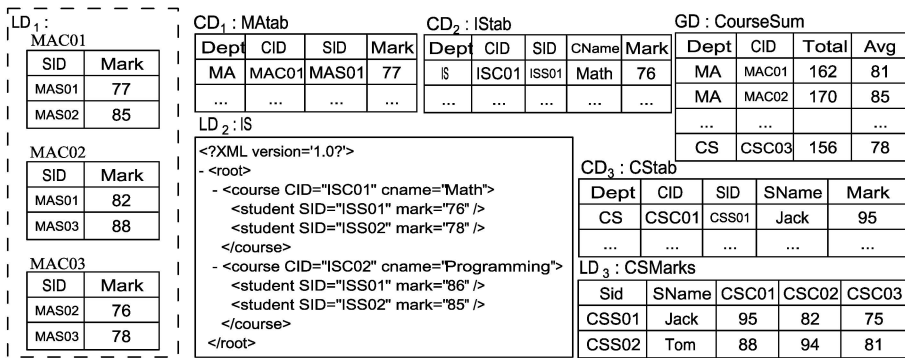 LD1 :
MAC01
SID Mark
MAS01 77
MAS02 85
MAC02
SID Mark
MAS01 82
MAS03 88
MAC03
SID Mark
MAS02 76
MAS03 78
CD1 : MAtab
Dept CID SID Mark
MA MAC01 MAS01 77
... ... ... ...
CD2 : IStab
Dept CID SID CName Mark
IS ISC01 ISS01 Math 76
... ... ... ... ...
GD : CourseSum
Dept CID Total Avg
MA MAC01 162 81
MA MAC02 170 85
... ... ...
CS CSC03 156 78
LD2 : IS
<?XML version='1.0?'>
- <root>
- <course CID="ISC01" cname="Math">
<student SID="ISS01" mark="76" />
<student SID="ISS02" mark="78" />
</course>
- <course CID="ISC02" cname="Programming">
<student SID="ISS01" mark="86" />
<student SID="ISS02" mark="85" />
</course>
</root>
CD3 : CStab
Dept CID SID SName Mark
CS CSC01 CSS01 Jack 95
... ... ... ... ...
LD3 : CSMarks
Sid SName CSC01 CSC02 CSC03
CSS01 Jack 95 82 75
CSS02 Tom 88 94 81